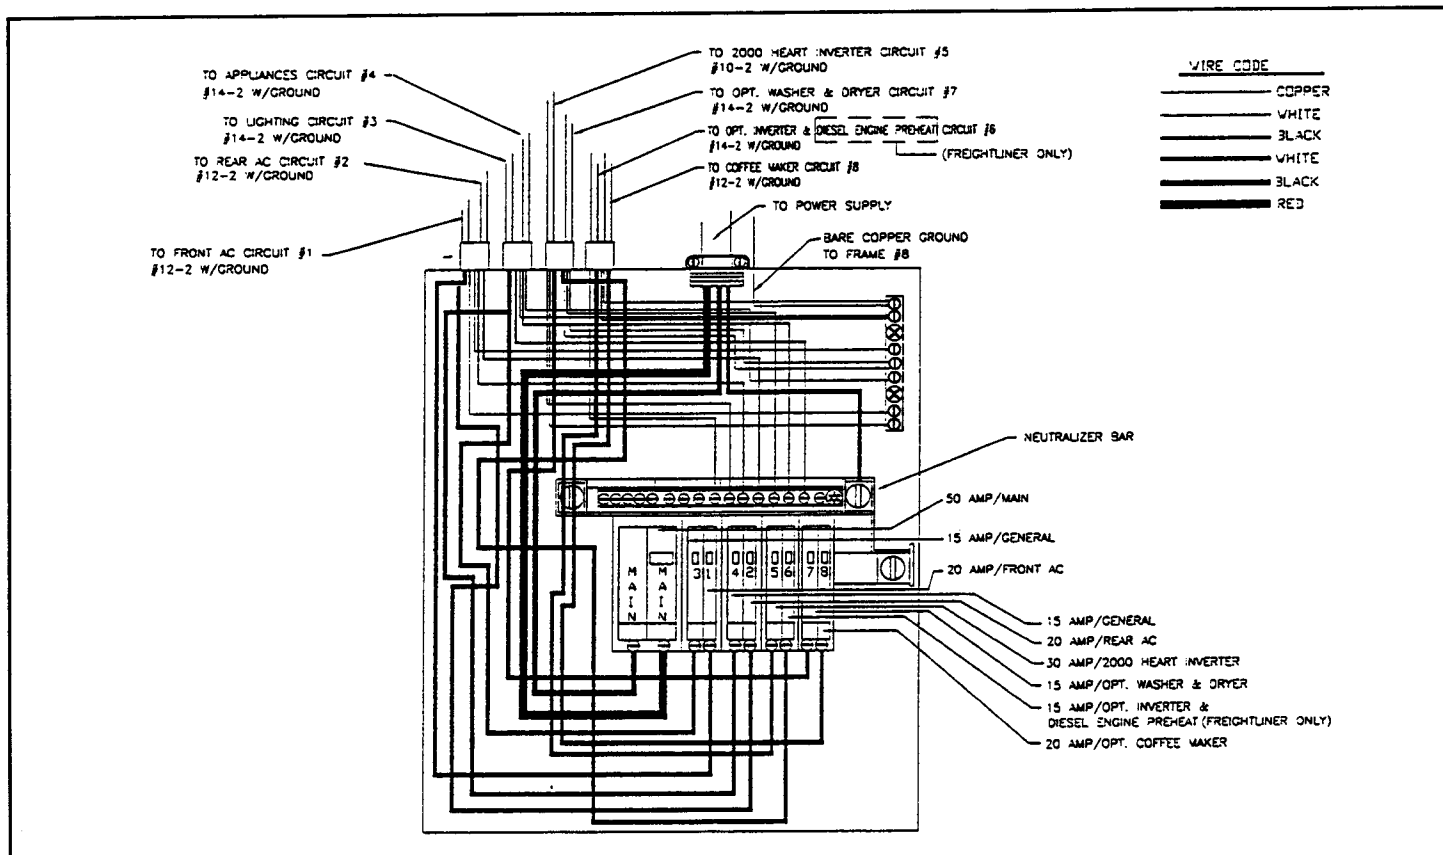 TO 2000 HEART INVERTER CIRCUIT #5
#10-2 W/GROUND
TO APPLIANCES CIRCUIT #4
#14-2 W/GROUND
TO OPT. WASHER & DRYER CIRCUIT #7
#14-2 W/GROUND
TO LIGHTING CIRCUIT #3
#14-2 W/GROUND
TO OPT. INVERTER & DIESEL ENGINE PREHEAT CIRCUIT #6
#14-2 W/GROUND
(FREIGHTLINER ONLY)
TO REAR AC CIRCUIT #2
#12-2 W/GROUND
TO COFFEE MAKER CIRCUIT #8
#12-2 W/GROUND
TO POWER SUPPLY
TO FRONT AC CIRCUIT #1
#12-2 W/GROUND
BARE COPPER GROUND
TO FRAME #8
WIRE CODE
COPPER
WHITE
BLACK
WHITE
BLACK
RED
NEUTRALIZER BAR
50 AMP/MAIN
15 AMP/GENERAL
20 AMP/FRONT AC
MAIN
MAIN
3 1 4 2 5 6 7 8
15 AMP/GENERAL
20 AMP/REAR AC
30 AMP/2000 HEART INVERTER
15 AMP/OPT. WASHER & DRYER
15 AMP/OPT. INVERTER &
DIESEL ENGINE PREHEAT (FREIGHTLINER ONLY)
20 AMP/OPT. COFFEE MAKER